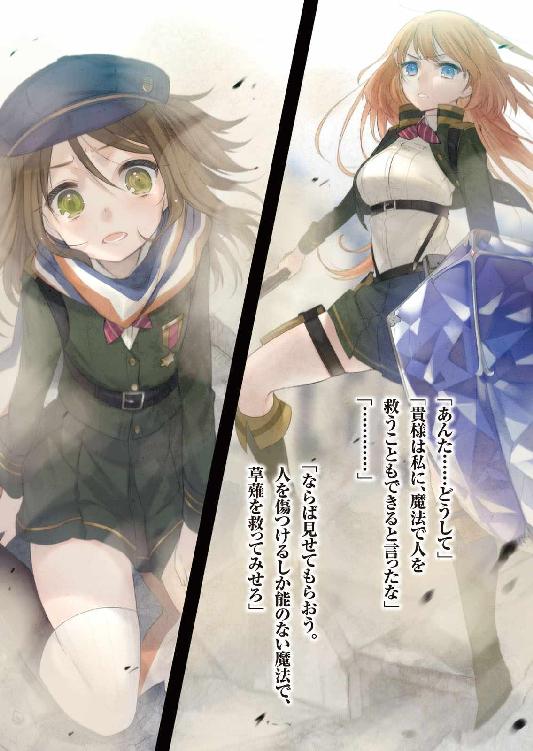 「あんた……どうして」
「貴様は私に、魔法で人を
救うこともできると言ったな」
「…………」
「ならば見せてもらおう。
人を傷つけるしか能のない魔法で、
草薙を救ってみせろ」